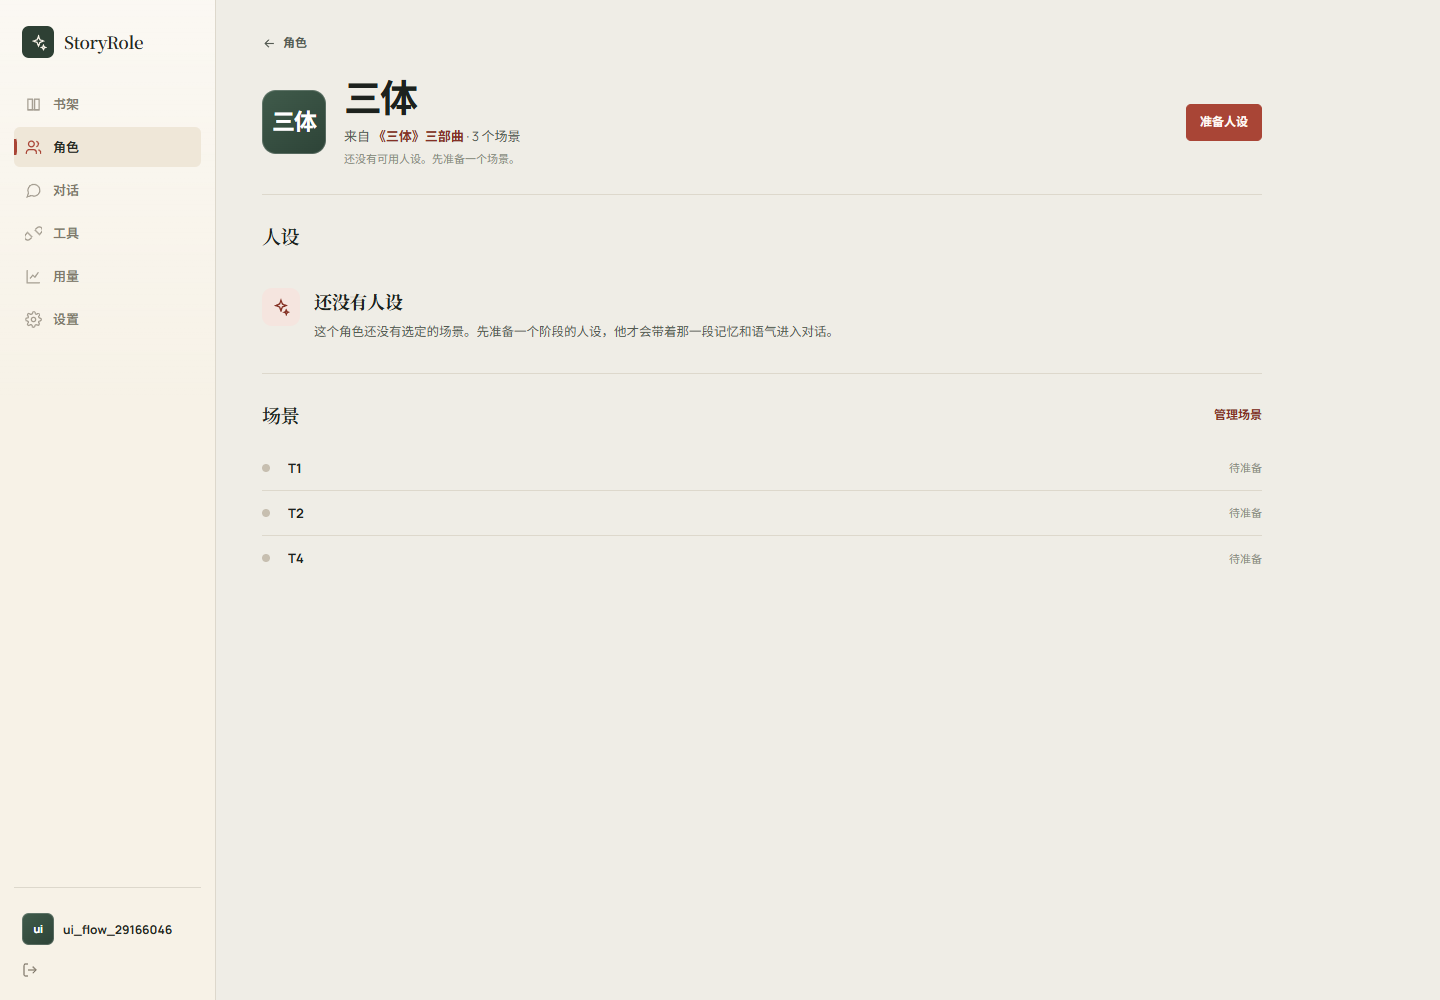 StoryRole
书架
角色
对话
工具
用量
设置
ui
ui_flow_29166046
角色
三体
三体
来自 《三体》三部曲 · 3 个场景
还没有可用人设。先准备一个场景。
准备人设
人设
还没有人设
这个角色还没有选定的场景。先准备一个阶段的人设，他才会带着那一段记忆和语气进入对话。
场景
管理场景
T1
待准备
T2
待准备
T4
待准备